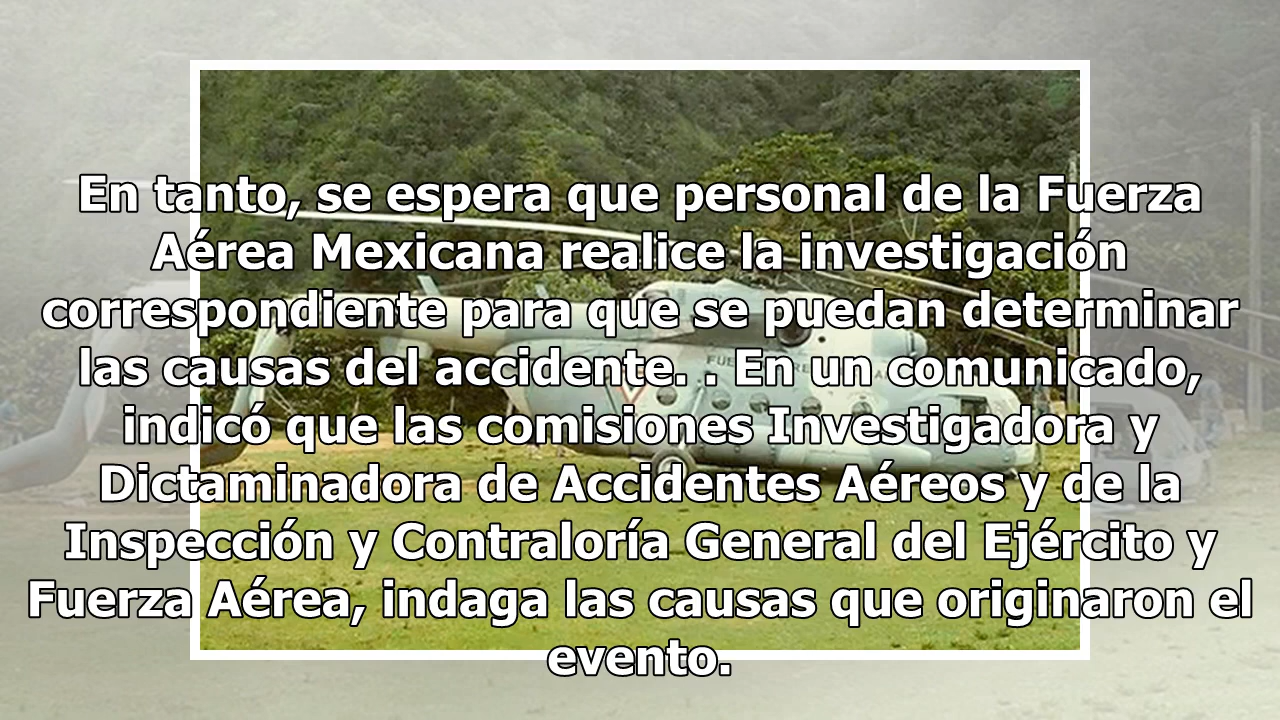 En tanto, se espera que personal de la Fuerza
Aérea Mexicana realice la investigación
correspondiente para que se puedan determinar
las causas del accidente. . En un comunicado,
indicó que las comisiones Investigadora y
Dictaminadora de Accidentes Aéreos y de la
Inspección y Contraloría General del Ejército y
Fuerza Aérea, indaga las causas que originaron el
evento.